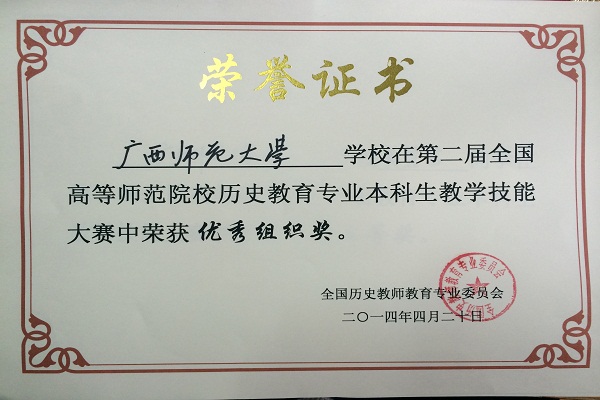 荣誉证书
广西师范大學 学校在第二届全国
高等师范院校历史教育专业本科生教学技能
大赛中荣获 优秀组织奖。
全国历史教师教育专业委员会
二〇一四年四月二十日